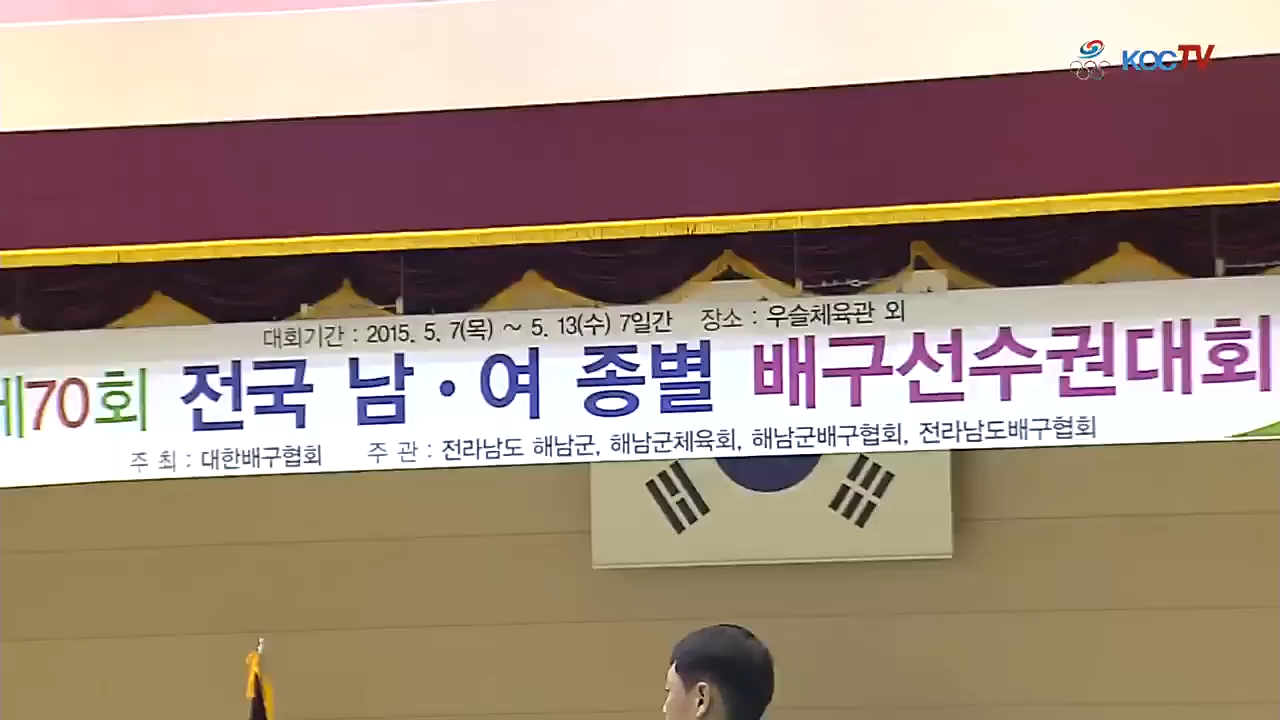 KOCTV
대회기간 : 2015. 5. 7(목) ~ 5. 13(수) 7일간 장소 : 우슬체육관 외
제70회 전국 남·여 종별 배구선수권대회
주 최 : 대한배구협회 주 관 : 전라남도 해남군, 해남군체육회, 해남군배구협회, 전라남도배구협회